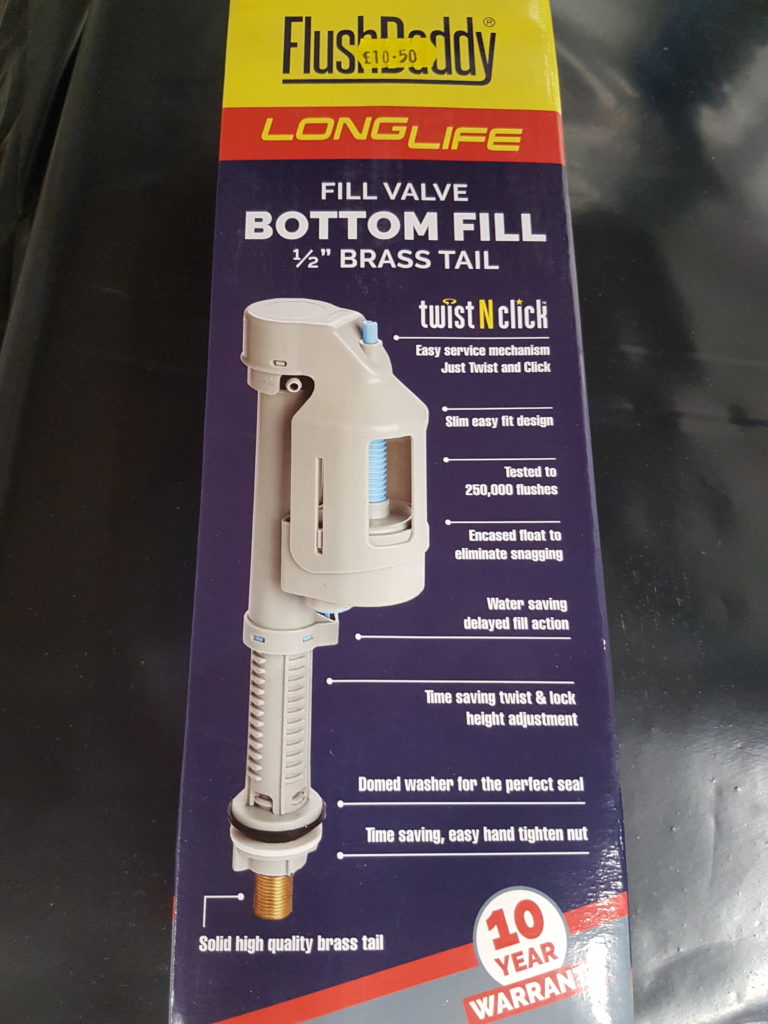 FlushDaddy®
£10.50
LONGLIFE
FILL VALVE
BOTTOM FILL
½" BRASS TAIL
twist N click
Easy service mechanism
Just Twist and Click
Slim easy fit design
Tested to
250,000 flushes
Encased float to
eliminate snagging
Water saving
delayed fill action
Time saving twist & lock
height adjustment
Domed washer for the perfect seal
Time saving, easy hand tighten nut
Solid high quality brass tail
10
YEAR
WARRAN